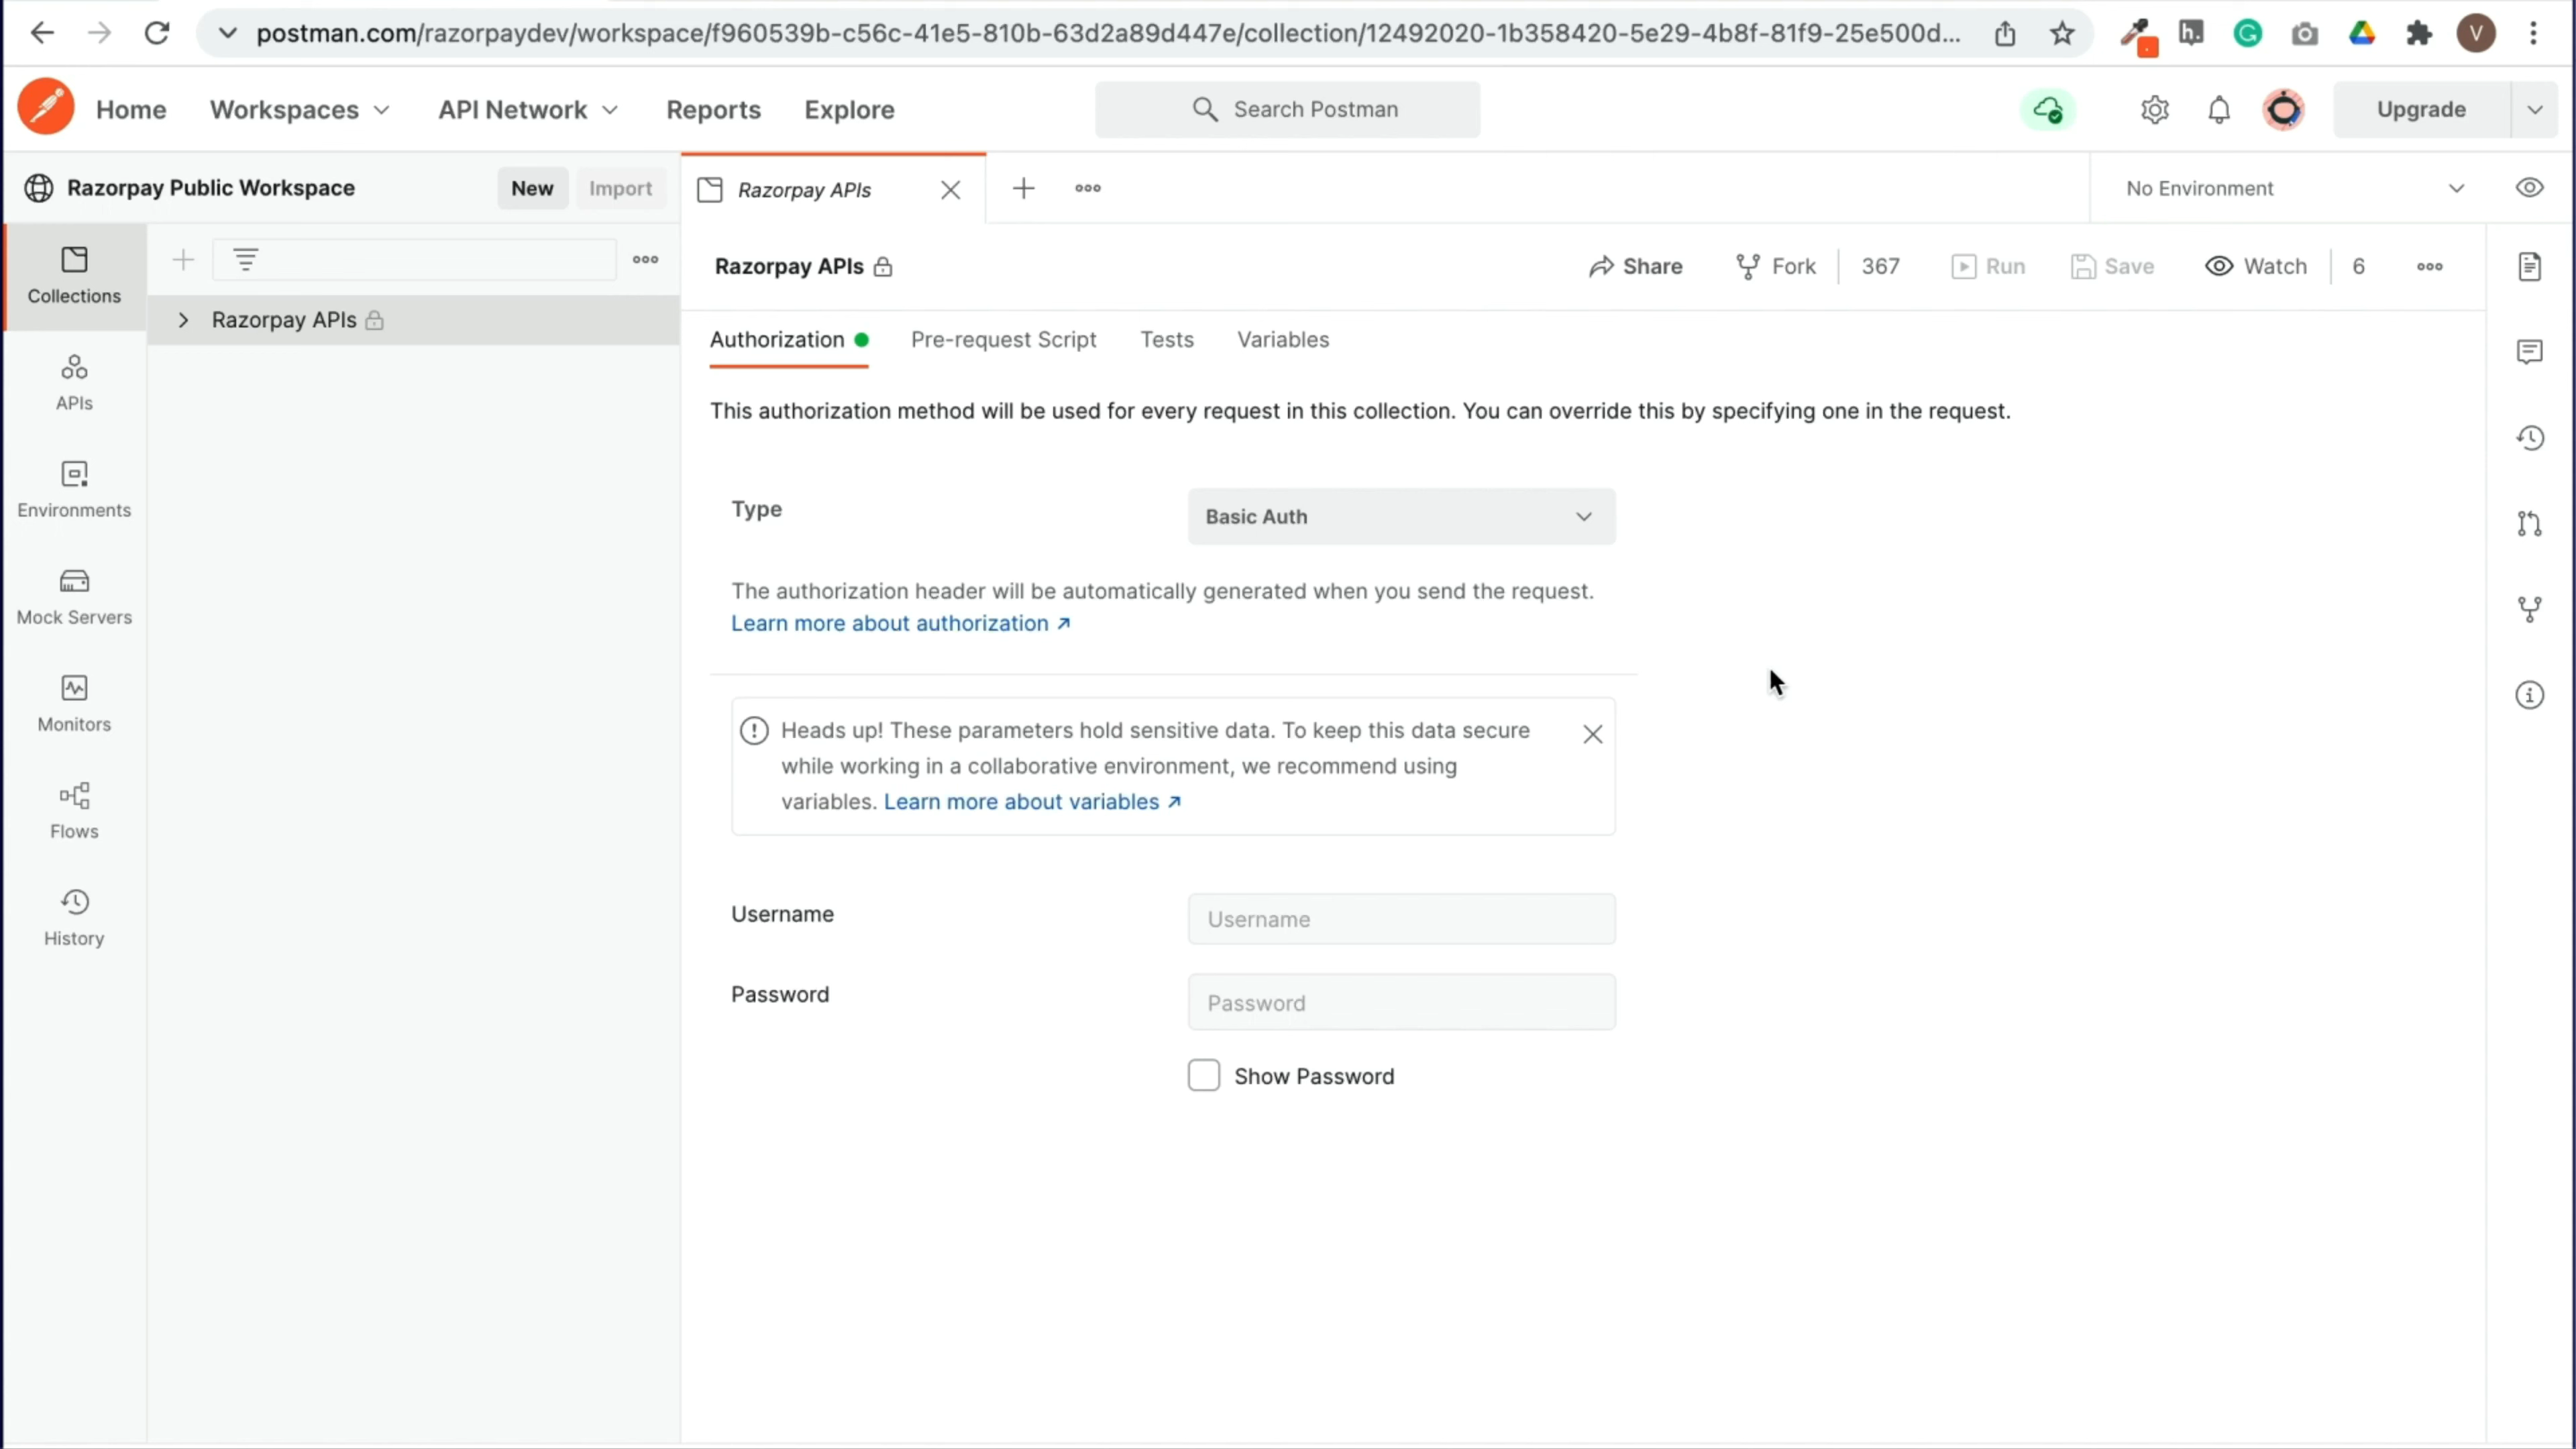 postman.com/razorpaydev/workspace/f960539b-c56c-41e5-810b-63d2a89d447e/collection/12492020-1b358420-5e29-4b8f-81f9-25e500d...
h.
G
V
Home Workspaces API Network Reports Explore Search Postman Upgrade
Razorpay Public Workspace New Import Razorpay APIs No Environment
Collections
Razorpay APIs
APIs
Environments
Mock Servers
Monitors
Flows
History
Razorpay APIs Share Fork 367 Run Save Watch 6
Authorization Pre-request Script Tests Variables
This authorization method will be used for every request in this collection. You can override this by specifying one in the request.
Type Basic Auth
The authorization header will be automatically generated when you send the request.
Learn more about authorization ↗
Heads up! These parameters hold sensitive data. To keep this data secure
while working in a collaborative environment, we recommend using
variables. Learn more about variables ↗
Username Username
Password Password
Show Password